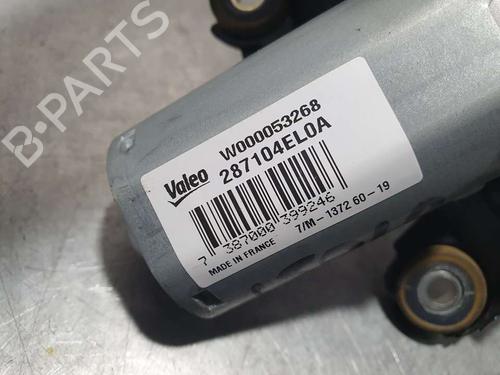 W000053268
Valeo 287104EL0A
7 387000 399246
7/M-1372 60-19
MADE IN FRANCE
B-PARTS